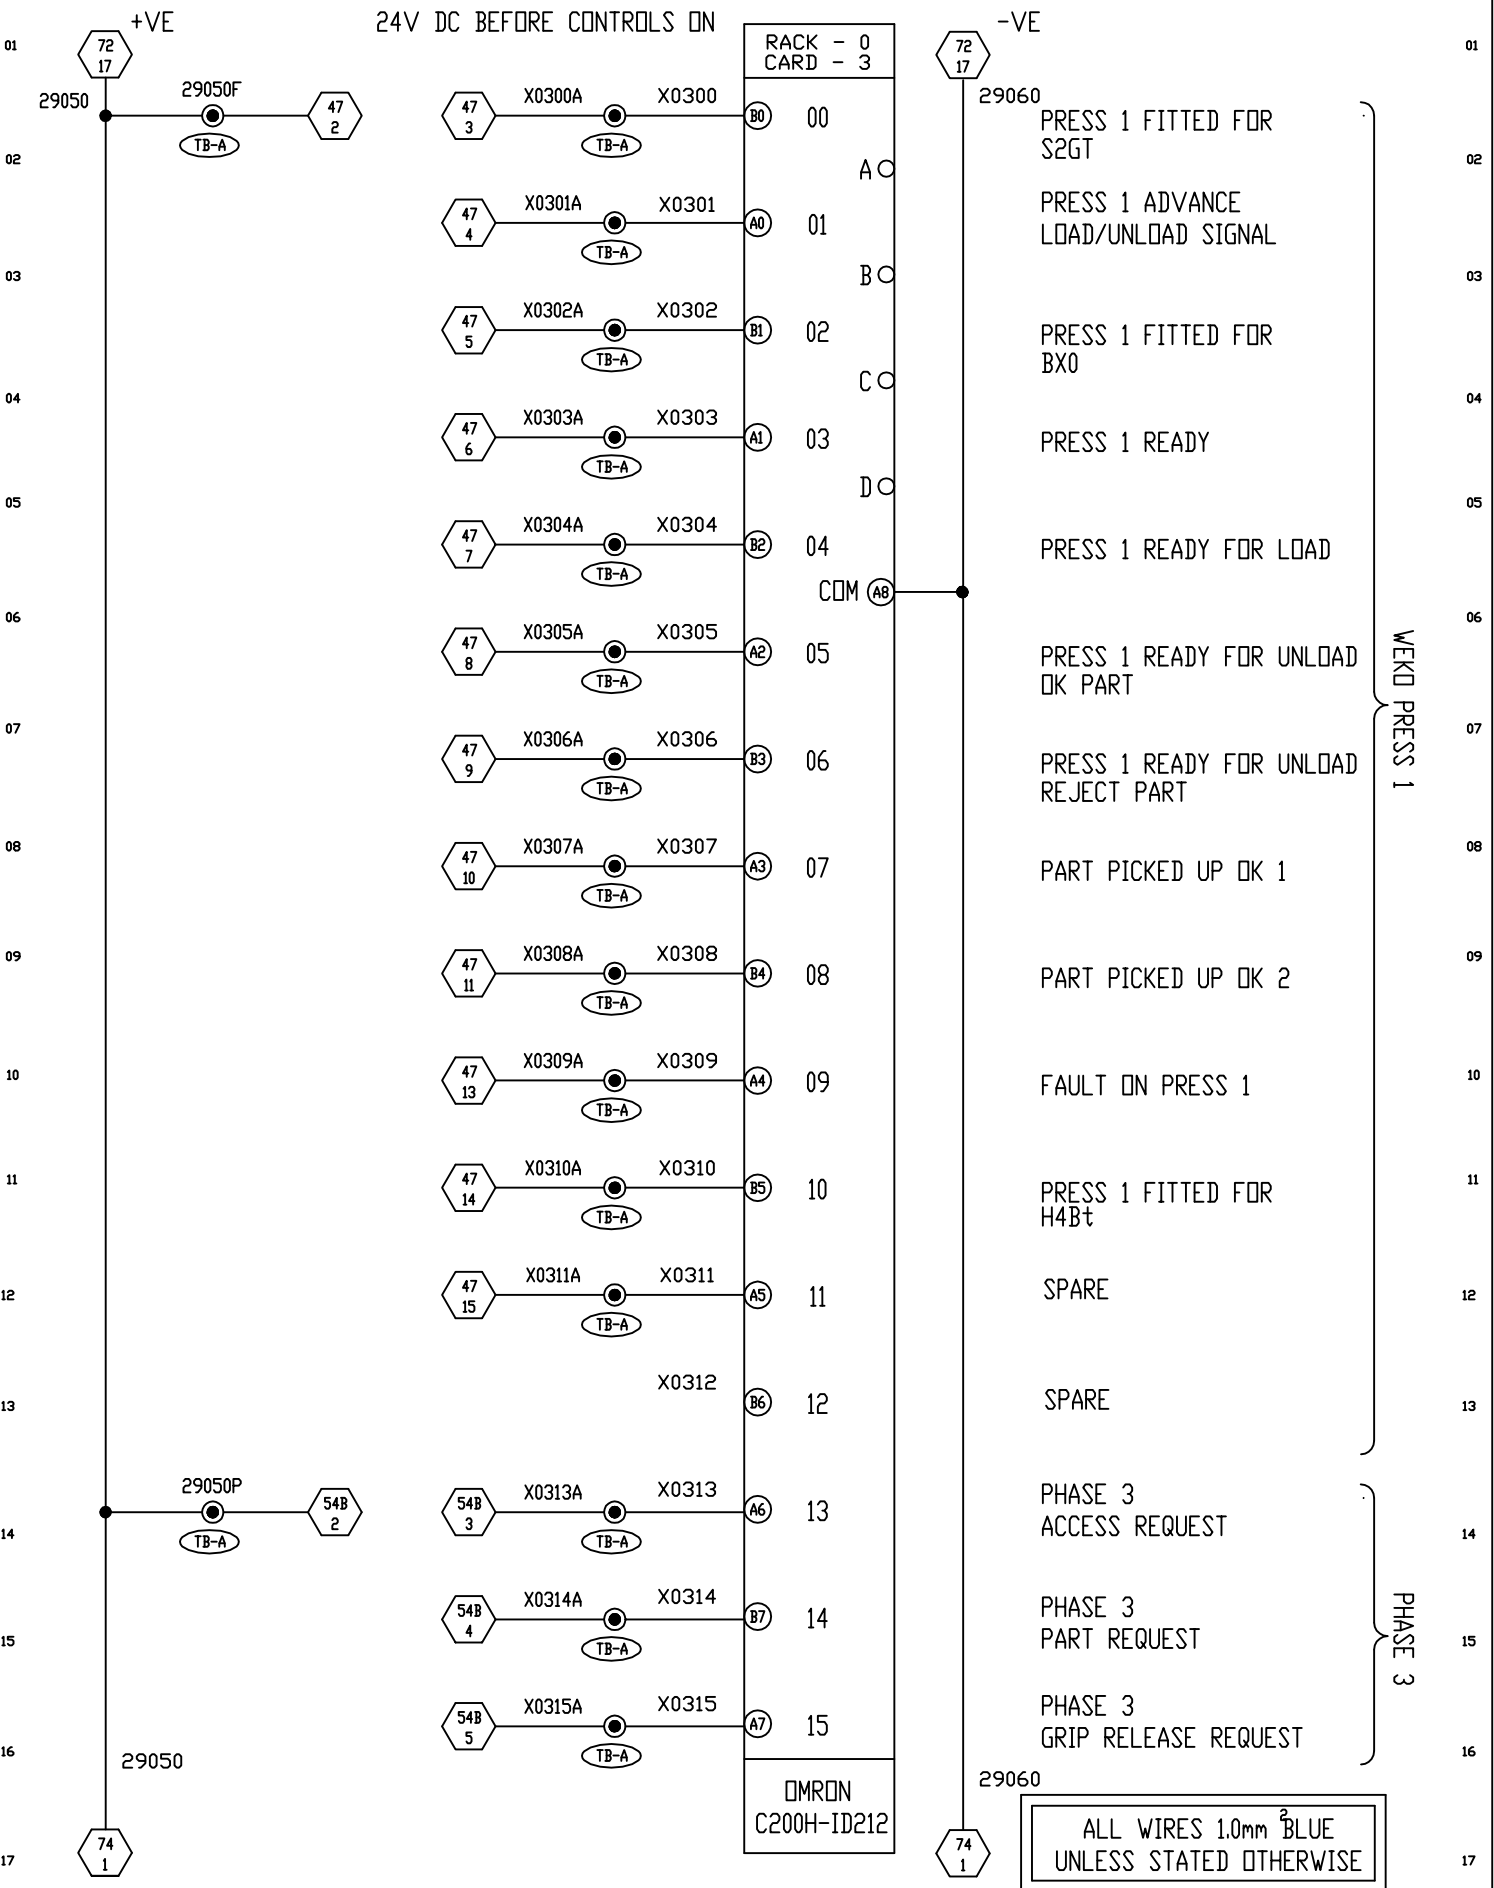 +VE
24V DC BEFORE CONTROLS ON
-VE
01
72
17
RACK - 0
CARD - 3
72
17
01
29050
29050F
TB-A
47
2
47
3
X0300A
TB-A
X0300
B0
00
29060
PRESS 1 FITTED FOR
S2GT
02
A
02
47
4
X0301A
TB-A
X0301
A0
01
PRESS 1 ADVANCE
LOAD/UNLOAD SIGNAL
03
B
03
47
5
X0302A
TB-A
X0302
B1
02
PRESS 1 FITTED FOR
BX0
04
C
04
47
6
X0303A
TB-A
X0303
A1
03
PRESS 1 READY
05
D
05
47
7
X0304A
TB-A
X0304
B2
04
PRESS 1 READY FOR LOAD
COM
A8
06
06
47
8
X0305A
TB-A
X0305
A2
05
PRESS 1 READY FOR UNLOAD
OK PART
WEKO PRESS 1
07
07
47
9
X0306A
TB-A
X0306
B3
06
PRESS 1 READY FOR UNLOAD
REJECT PART
08
08
47
10
X0307A
TB-A
X0307
A3
07
PART PICKED UP OK 1
09
09
47
11
X0308A
TB-A
X0308
B4
08
PART PICKED UP OK 2
10
10
47
13
X0309A
TB-A
X0309
A4
09
FAULT ON PRESS 1
11
11
47
14
X0310A
TB-A
X0310
B5
10
PRESS 1 FITTED FOR
H4Bt
12
12
47
15
X0311A
TB-A
X0311
A5
11
SPARE
13
X0312
B6
12
SPARE
13
29050P
TB-A
54B
2
54B
3
X0313A
TB-A
X0313
A6
13
PHASE 3
ACCESS REQUEST
14
14
54B
4
X0314A
TB-A
X0314
B7
14
PHASE 3
PART REQUEST
PHASE 3
15
15
54B
5
X0315A
TB-A
X0315
A7
15
PHASE 3
GRIP RELEASE REQUEST
16
16
29050
29060
OMRON
C200H-ID212
74
1
74
1
ALL WIRES 1.0mm² BLUE
UNLESS STATED OTHERWISE
17
17